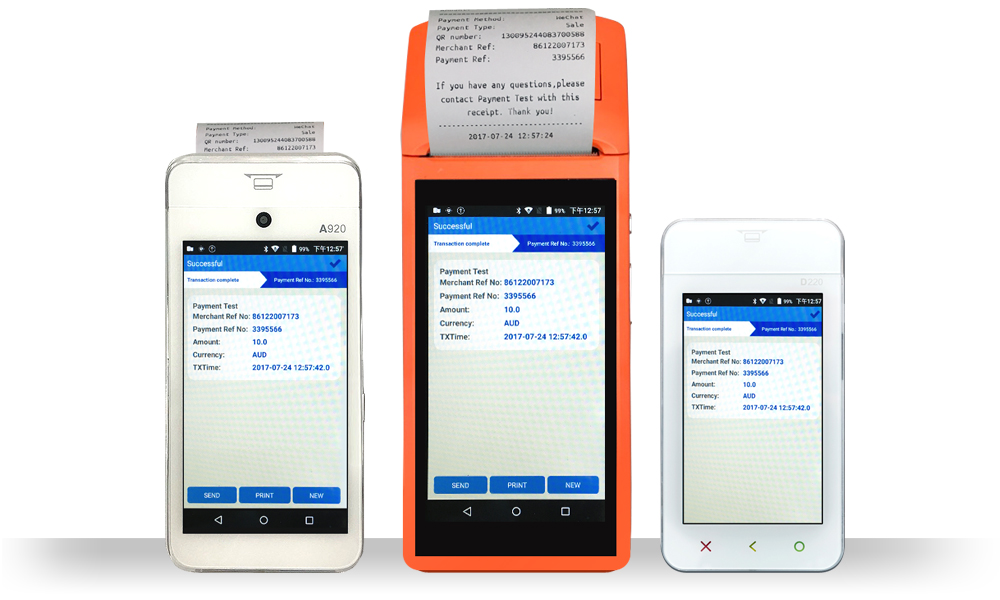 Payment Method: WeChat
Payment Type: Sale
QR number: 130095244083700588
Merchant Ref: 86122007173
A920
99% 下午12:57
Successful
Transaction complete
Payment Ref No.: 3395566
Payment Test
Merchant Ref No: 86122007173
Payment Ref No: 3395566
Amount: 10.0
Currency: AUD
TXTime: 2017-07-24 12:57:42.0
SEND PRINT NEW
Payment Method: WeChat
Payment Type: Sale
QR number: 130095244083700588
Merchant Ref: 86122007173
Payment Ref: 3395566
If you have any questions,please
contact Payment Test with this
receipt. Thank you!
2017-07-24 12:57:24
99% 下午12:57
Successful
Transaction complete
Payment Ref No.: 3395566
Payment Test
Merchant Ref No: 86122007173
Payment Ref No: 3395566
Amount: 10.0
Currency: AUD
TXTime: 2017-07-24 12:57:42.0
SEND PRINT NEW
D220
99% 下午12:57
Successful
Transaction complete
Payment Ref No.: 3395566
Payment Test
Merchant Ref No: 86122007173
Payment Ref No: 3395566
Amount: 10.0
Currency: AUD
TXTime: 2017-07-24 12:57:42.0